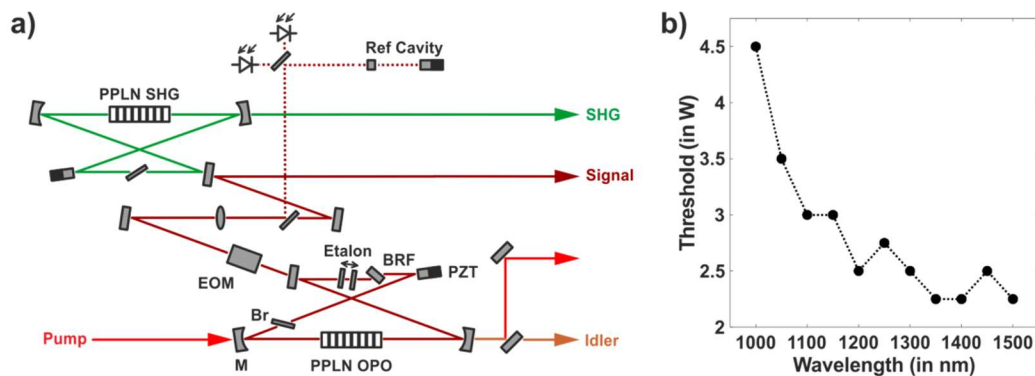 a)
Ref Cavity
PPLN SHG
SHG
Signal
Etalon
BRF
EOM
PZT
Br
Pump
Idler
M
PPLN OPO
b)
4.5
4
3.5
3
2.5
2
Threshold (in W)
1000 1100 1200 1300 1400 1500
Wavelength (in nm)